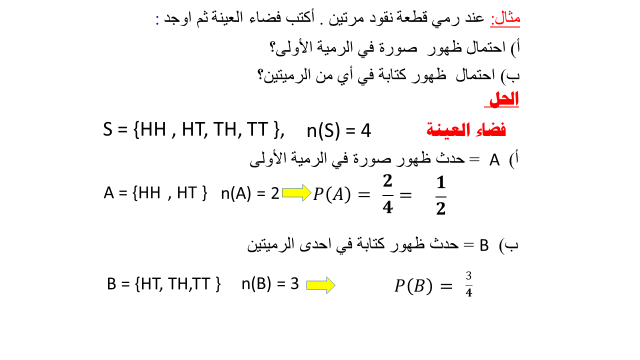 مثال: عند رمي قطعة نقود مرتين . أكتب فضاء العينة ثم اوجد :
أ) احتمال ظهور صورة في الرمية الأولى؟
ب) احتمال ظهور كتابة في أي من الرميتين؟
الحل
فضاء العينة S = {HH , HT, TH, TT }, n(S) = 4
أ) A = حدث ظهور صورة في الرمية الأولى
A = {HH , HT } n(A) = 2 P(A) = 2/4 = 1/2
ب) B = حدث ظهور كتابة في احدى الرميتين
B = {HT, TH,TT } n(B) = 3 P(B) = 3/4